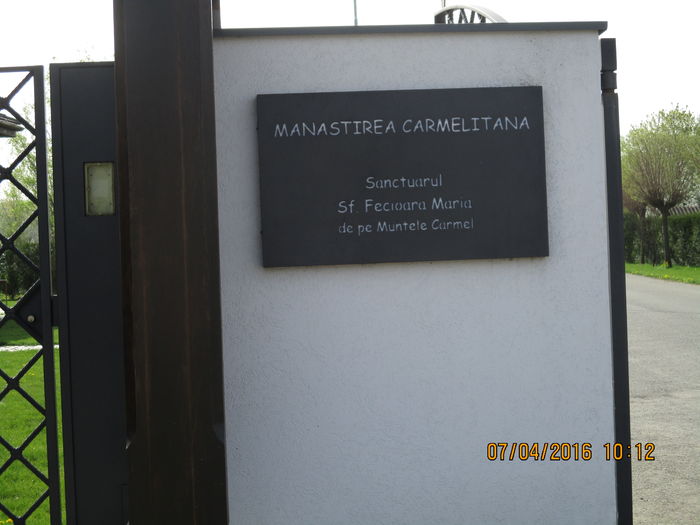 MANASTIREA CARMELITANA
Sanctuarul
Sf. Fecioara Maria
de pe Muntele Carmel
07/04/2016 10:12